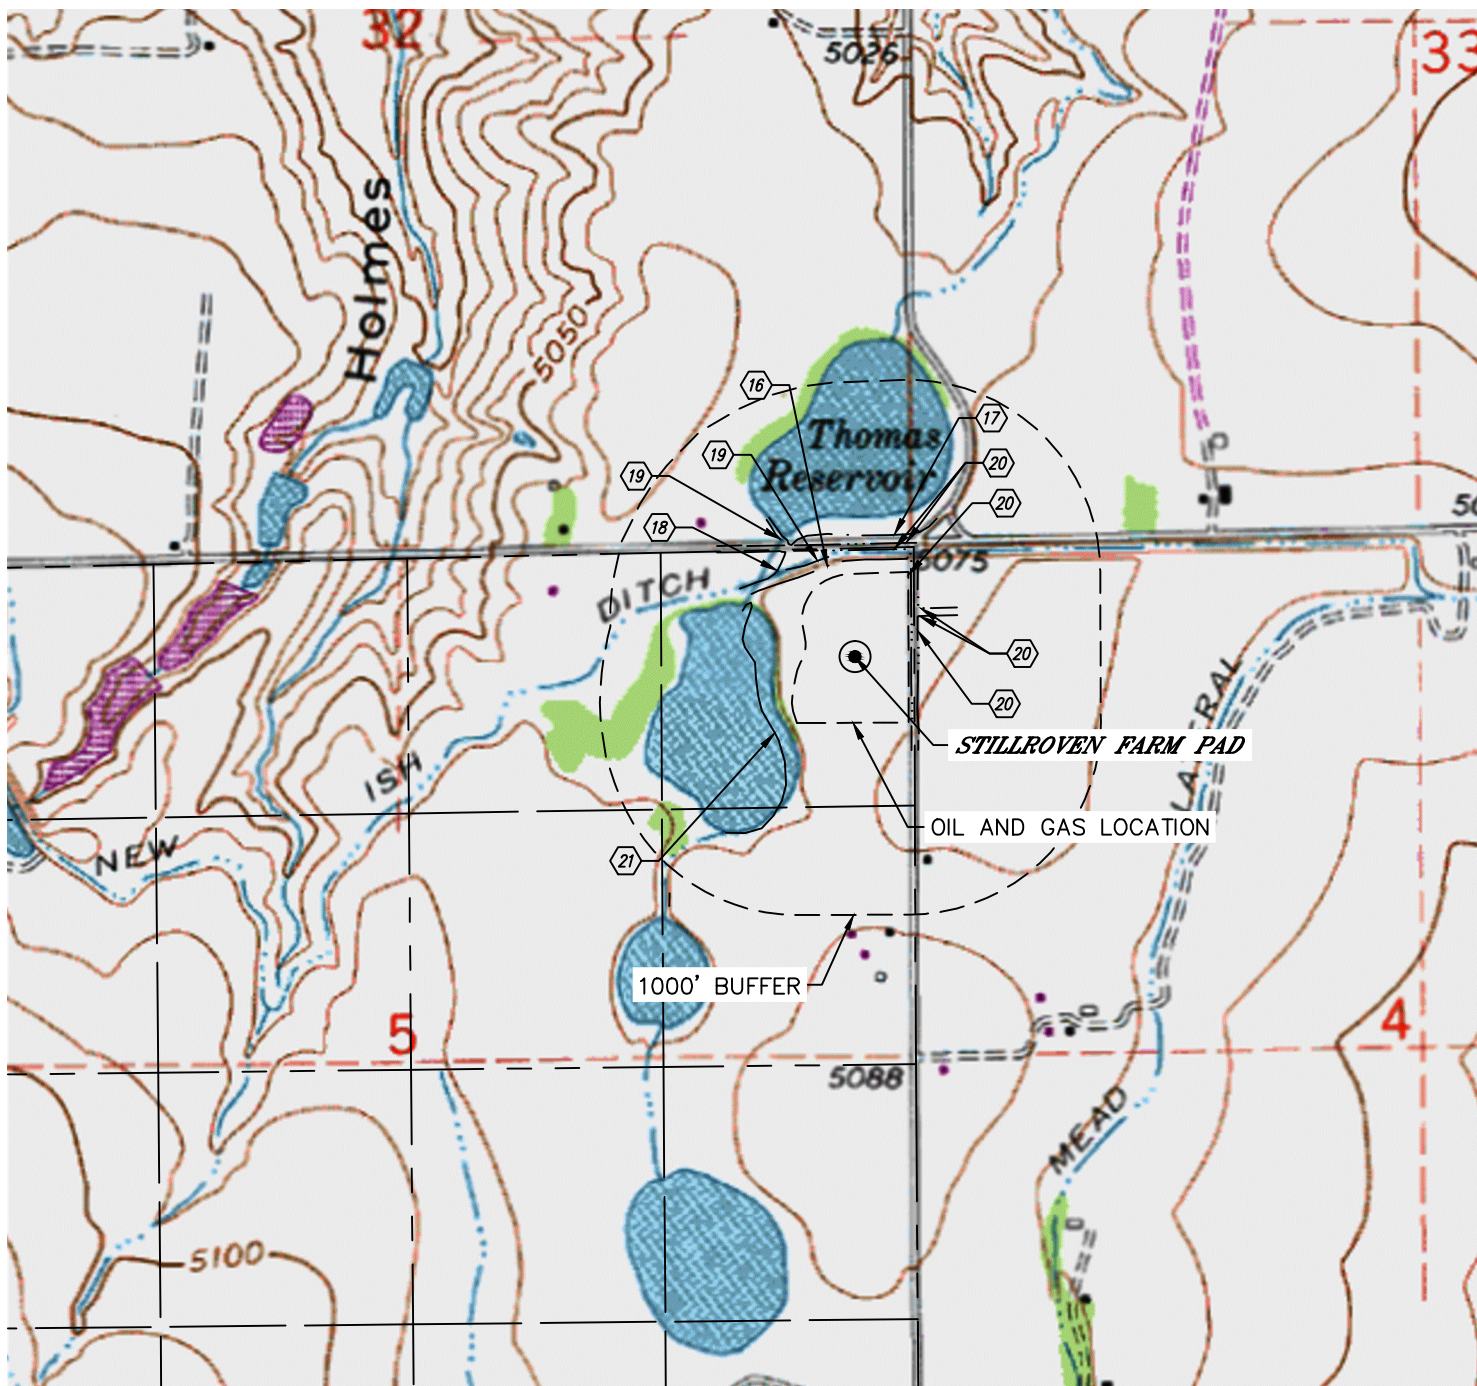 32
5026
33
Holmes
5050
16
17
Thomas
Reservoir
19
19
20
20
18
5075
DITCH
20
20
STILLROVEN FARM PAD
LATERAL
ISH
OIL AND GAS LOCATION
NEW
21
1000' BUFFER
5
4
5088
MEAD
5100